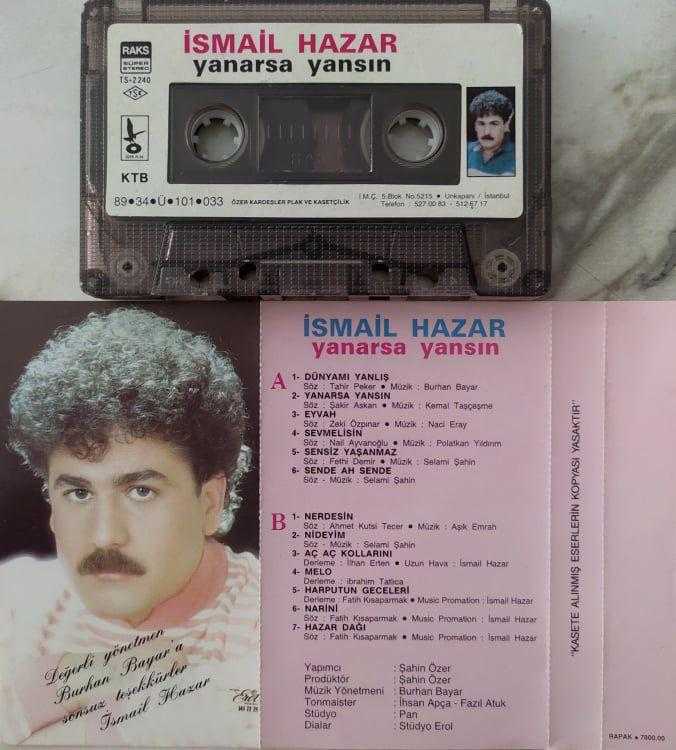 RAKS
SÜPER
STEREO
TS-2240
TSE
KTB
İSMAİL HAZAR
yanarsa yansın
89●34●Ü●101●033
ÖZER KARDEŞLER PLAK VE KASETÇİLİK
İ.M.Ç. 5.Blok No.5215 ● Unkapanı / İstanbul
Telefon : 527 00 83 - 512 67 17
Değerli yönetmen
Burhan Bayar'a
sonsuz teşekkürler
İsmail Hazar
Erol
İSMAİL HAZAR
yanarsa yansın
A
1- DÜNYAMI YANLIŞ
Söz : Tahir Peker ● Müzik : Burhan Bayar
2- YANARSA YANSIN
Söz : Şakir Askan ● Müzik : Kemal Taşçeşme
3- EYVAH
Söz : Zeki Özpınar ● Müzik : Naci Eray
4- SEVMELİSİN
Söz : Nail Ayvanoğlu ● Müzik : Polatkan Yıldırım
5- SENSİZ YAŞANMAZ
Söz : Fethi Demir ● Müzik : Selami Şahin
6- SENDE AH SENDE
Söz - Müzik : Selami Şahin
B
1- NERDESİN
Söz : Ahmet Kutsi Tecer ● Müzik : Aşık Emrah
2- NİDEYİM
Söz - Müzik : Selami Şahin
3- AÇ AÇ KOLLARINI
Derleme : İlhan Erten ● Uzun Hava : İsmail Hazar
4- MELO
Derleme : ibrahim Tatlıca
5- HARPUTUN GECELERİ
Derleme : Fatih Kısaparmak ● Music Promation : İsmail Hazar
6- NARİNİ
Söz : Fatih Kısaparmak ● Music Promation : İsmail Hazar
7- HAZAR DAĞI
Söz : Fatih Kısaparmak ● Music Promation : İsmail Hazar
Yapımcı : Şahin Özer
Prodüktör : Şahin Özer
Müzik Yönetmeni : Burhan Bayar
Tonmaister : İhsan Apça - Fazıl Atuk
Stüdyo : Pan
Dialar : Stüdyo Erol
"KASETE ALINMIŞ ESERLERİN KOPYASI YASAKTIR"
RAPAK ● 7800.00